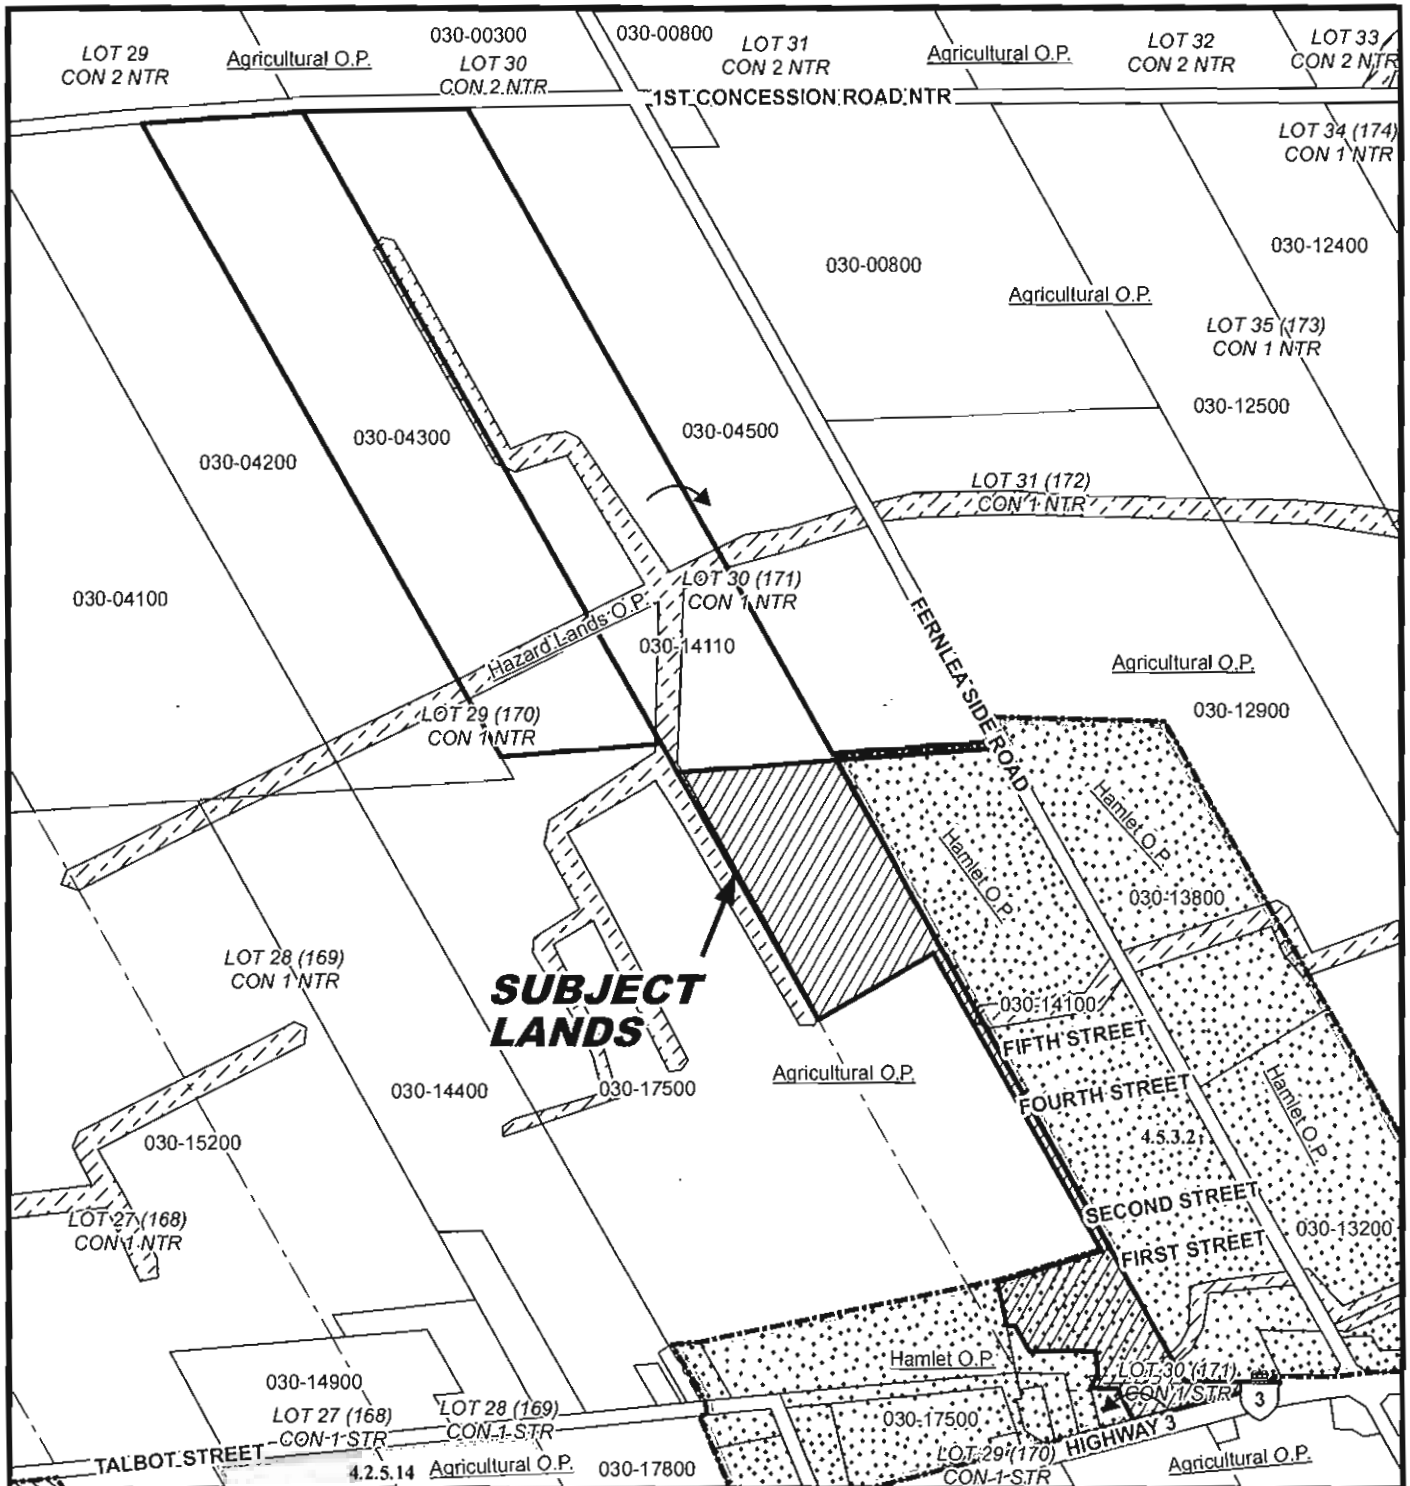 LOT 29
CON 2 NTR
Agricultural O.P.
030-00300
LOT 30
CON 2 NTR
030-00800
LOT 31
CON 2 NTR
Agricultural O.P.
LOT 32
CON 2 NTR
LOT 33
CON 2 NTR
1ST CONCESSION ROAD NTR
LOT 34 (174)
CON 1 NTR
030-12400
030-00800
Agricultural O.P.
LOT 35 (173)
CON 1 NTR
030-12500
030-04200
030-04300
030-04500
LOT 31 (172)
CON 1 NTR
030-04100
LOT 30 (171)
CON 1 NTR
Hazard Lands O.P.
030-14110
FERNLEA SIDE ROAD
Agricultural O.P.
030-12900
LOT 29 (170)
CON 1 NTR
Hamlet O.P.
Hamlet O.P.
030-13800
LOT 28 (169)
CON 1 NTR
SUBJECT
LANDS
030-14100
FIFTH STREET
030-14400
030-17500
Agricultural O.P.
FOURTH STREET
Hamlet O.P.
030-15200
4.5.3.2
LOT 27 (168)
CON 1 NTR
SECOND STREET
030-13200
FIRST STREET
Hamlet O.P.
LOT 30 (171)
CON 1 STR
3
030-14900
LOT 27 (168)
CON 1 STR
LOT 28 (169)
CON 1 STR
030-17500
HIGHWAY 3
LOT 29 (170)
CON 1 STR
TALBOT STREET
4.2.5.14
Agricultural O.P.
030-17800
Agricultural O.P.